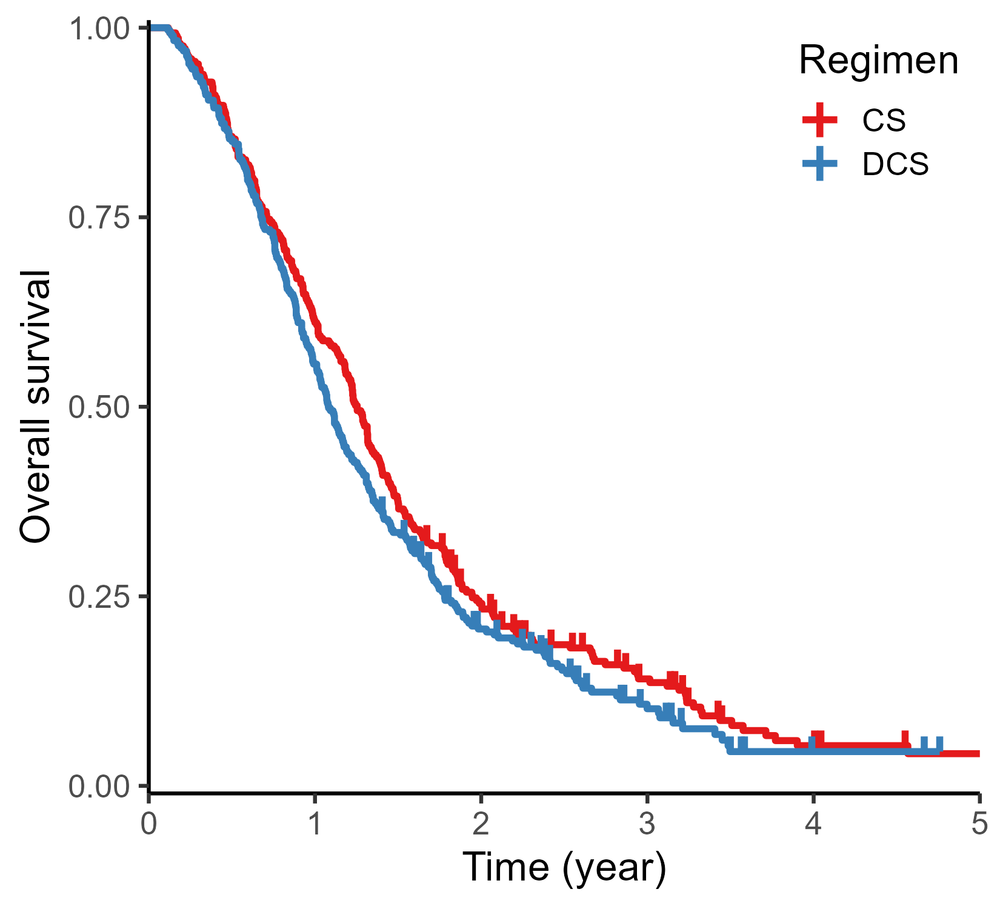 Regimen
CS
DCS
Overall survival
1.00
0.75
0.50
0.25
0.00
0 1 2 3 4 5
Time (year)